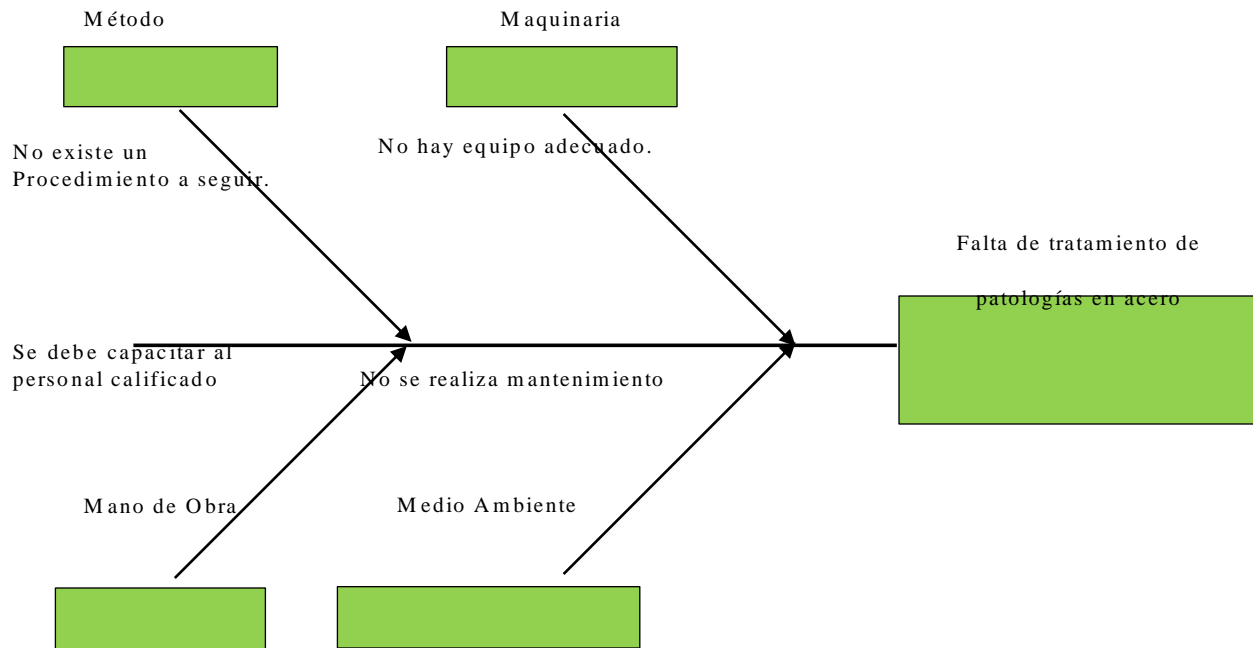 Método
Maquinaria
No existe un
Procedimiento a seguir.
No hay equipo adecuado.
Falta de tratamiento de
patologías en acero
Se debe capacitar al
personal calificado
No se realiza mantenimiento
Mano de Obra
Medio Ambiente